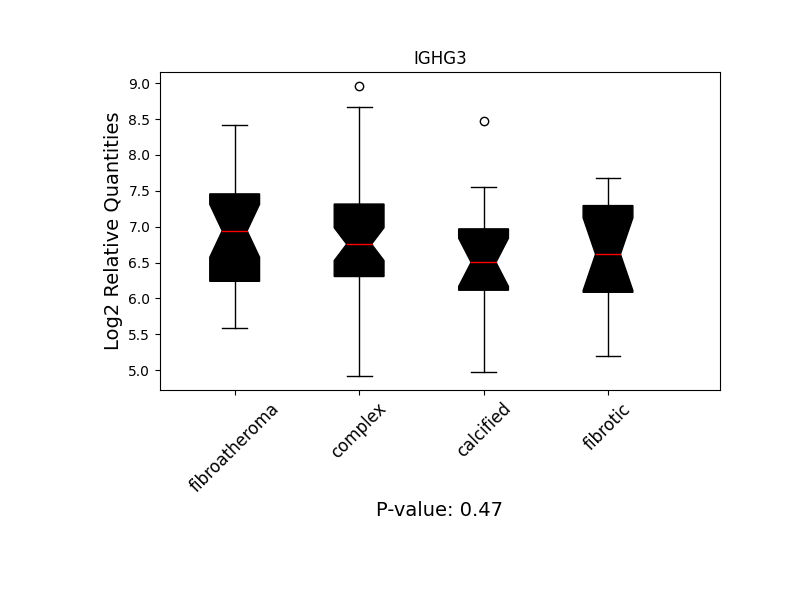 IGHG3
Log2 Relative Quantities
9.0
8.5
8.0
7.5
7.0
6.5
6.0
5.5
5.0
fibroatheroma
complex
calcified
fibrotic
P-value: 0.47